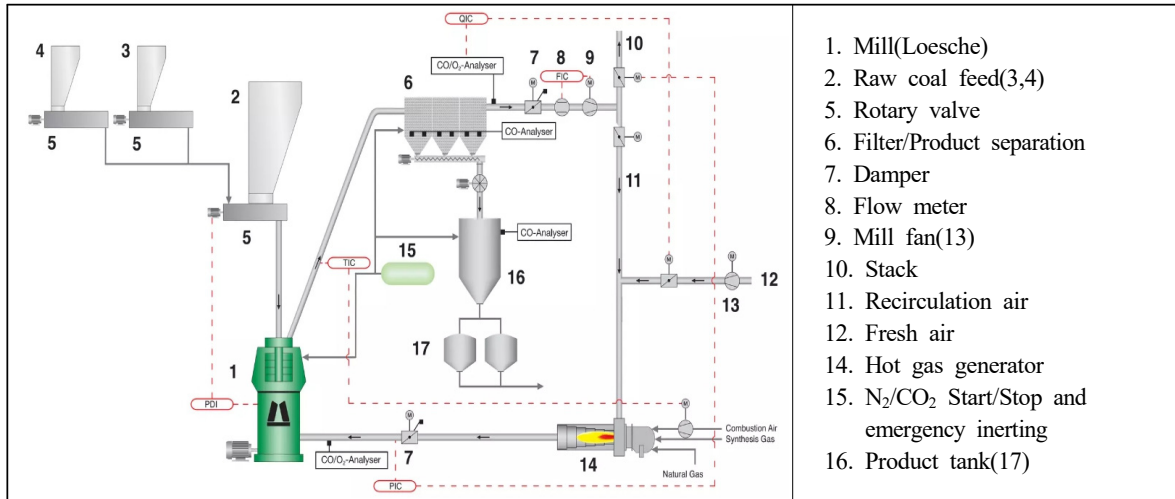 QIC
CO/O₂-Analyser
4
3
2
6
7
8
9
10
M
FIC
M
M
M
5
5
CO-Analyser
11
5
CO-Analyser
TIC
15
16
M
M
12
13
17
1
PDI
M
M
7
CO/O₂-Analyser
PIC
14
Combustion Air
Synthesis Gas
Natural Gas
1. Mill(Loesche)
2. Raw coal feed(3,4)
5. Rotary valve
6. Filter/Product separation
7. Damper
8. Flow meter
9. Mill fan(13)
10. Stack
11. Recirculation air
12. Fresh air
14. Hot gas generator
15. N₂/CO₂ Start/Stop and
emergency inerting
16. Product tank(17)